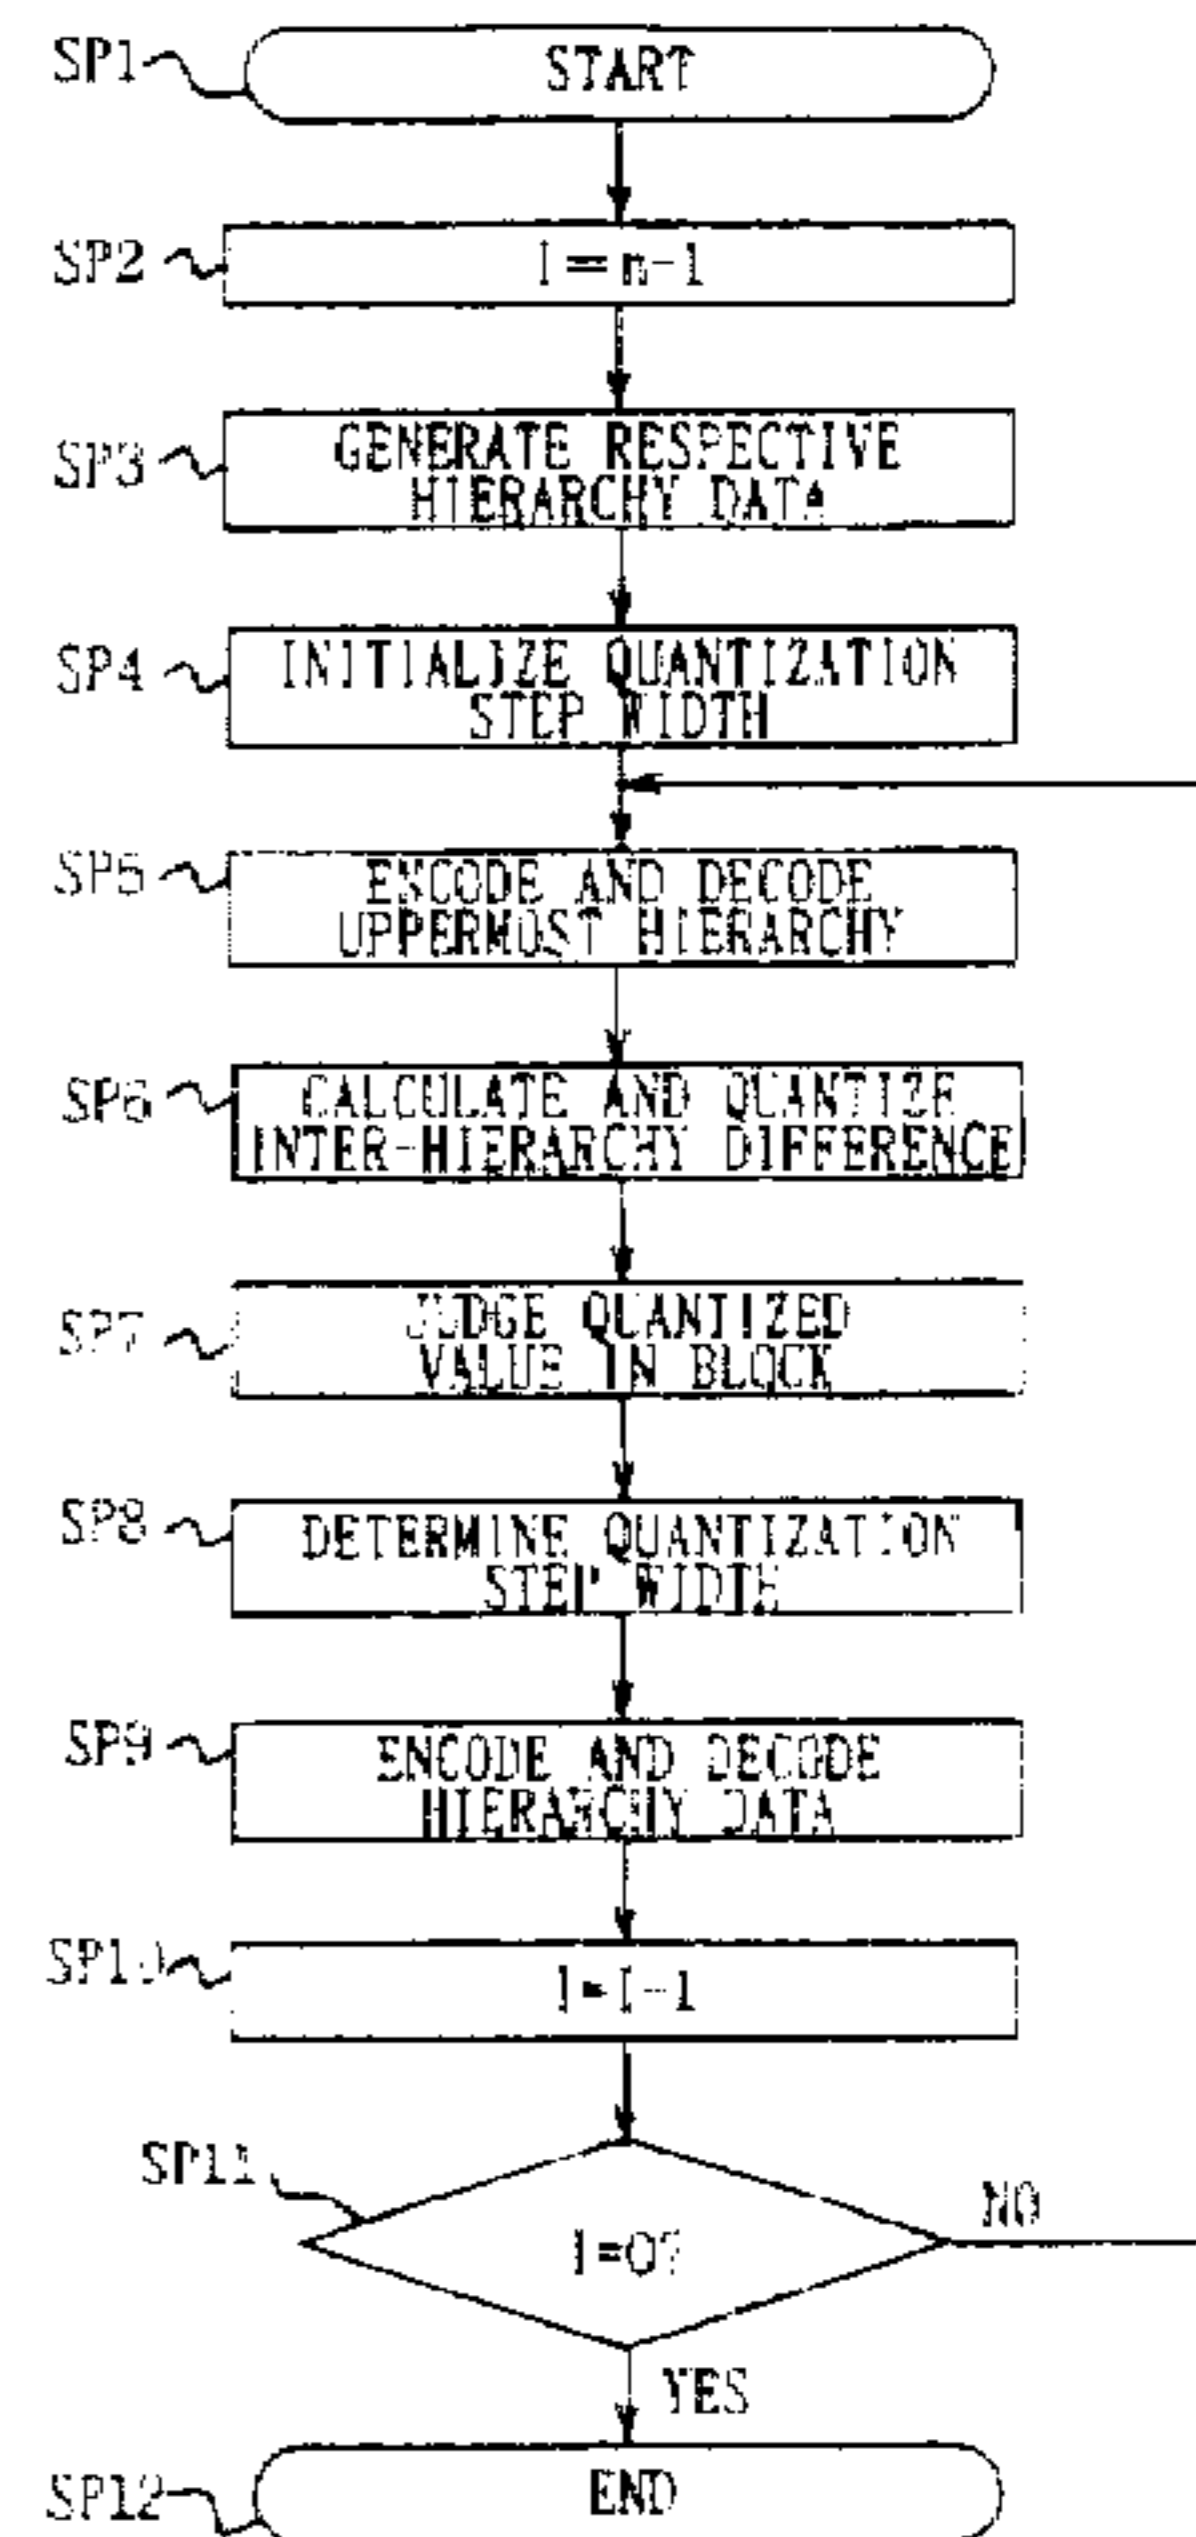 SP1
START
SP2
I=n-1
SP3
GENERATE RESPECTIVE
HIERARCHY DATA
SP4
INITIALIZE QUANTIZATION
STEP WIDTH
SP5
ENCODE AND DECODE
UPPERMOST HIERARCHY
SP6
CALCULATE AND QUANTIZE
INTER-HIERARCHY DIFFERENCE
SP7
JUDGE QUANTIZED
VALUE IN BLOCK
SP8
DETERMINE QUANTIZATION
STEP WIDTH
SP9
ENCODE AND DECODE
HIERARCHY DATA
SP10
I=I-1
SP11
I=0?
NO
YES
SP12
END